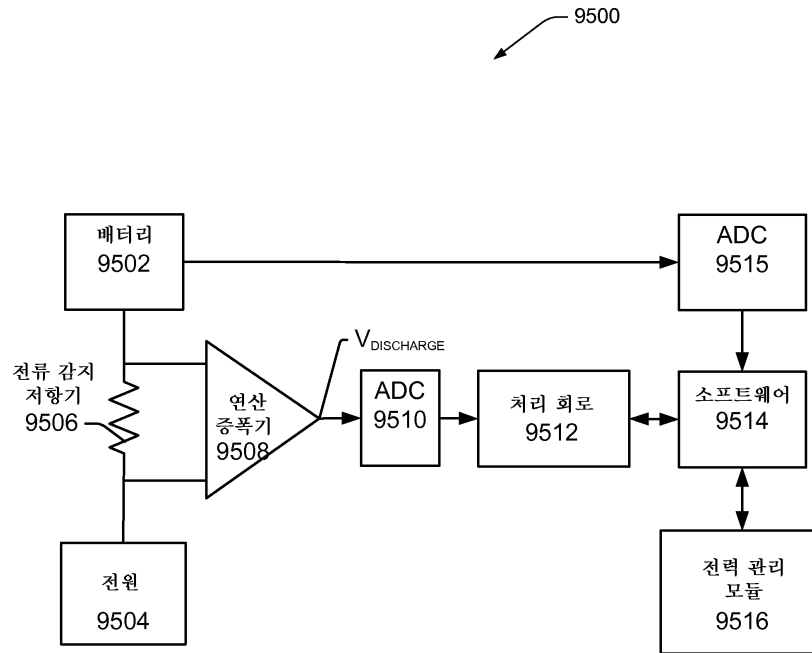 9500
배터리
9502
ADC
9515
V_DISCHARGE
전류 감지
저항기
9506
연산
증폭기
9508
ADC
9510
처리 회로
9512
소프트웨어
9514
전원
9504
전력 관리
모듈
9516